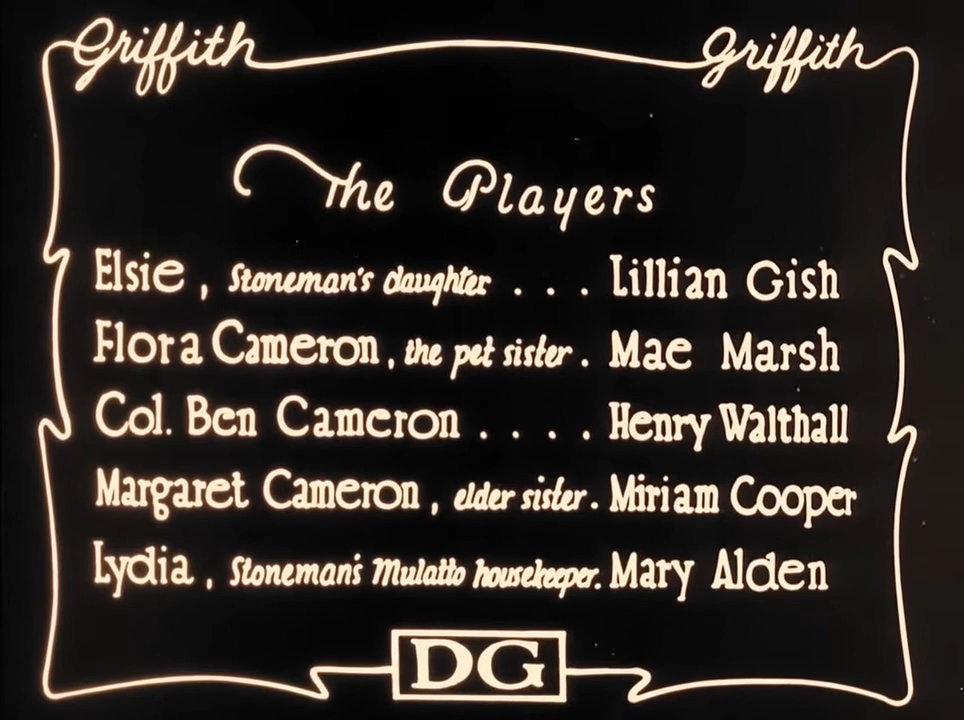 Griffith Griffith
The Players
Elsie, Stoneman's daughter . . . Lillian Gish
Flora Cameron, the pet sister . Mae Marsh
Col. Ben Cameron . . . . Henry Walthall
Margaret Cameron, elder sister . Miriam Cooper
Lydia, Stoneman's Mulatto housekeeper. Mary Alden
DG